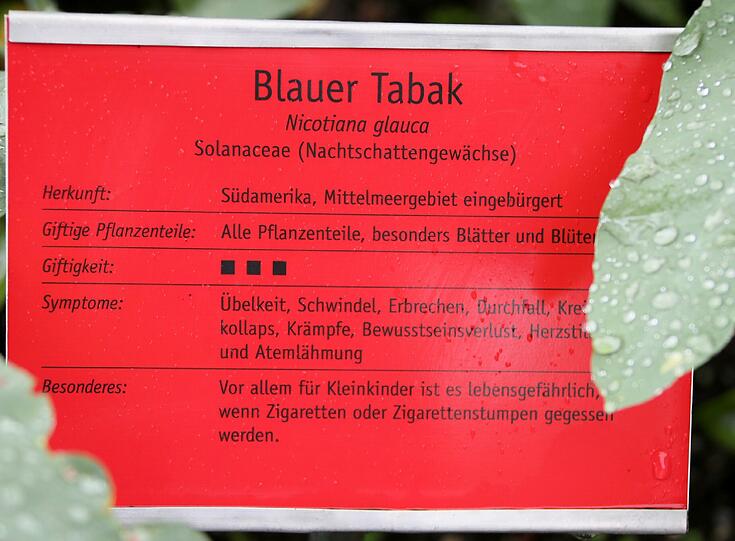 Blauer Tabak
Nicotiana glauca
Solanaceae (Nachtschattengewächse)
Herkunft: Südamerika, Mittelmeergebiet eingebürgert
Giftige Pflanzenteile: Alle Pflanzenteile, besonders Blätter und Blüten
Giftigkeit: ■ ■ ■
Symptome: Übelkeit, Schwindel, Erbrechen, Durchfall,
kollaps, Krämpfe, Bewusstseinsverlust,
und Atemlähmung
Besonderes: Vor allem für Kleinkinder ist es lebensgefährlich,
wenn Zigaretten oder Zigarettenstumpen gegessen
werden.